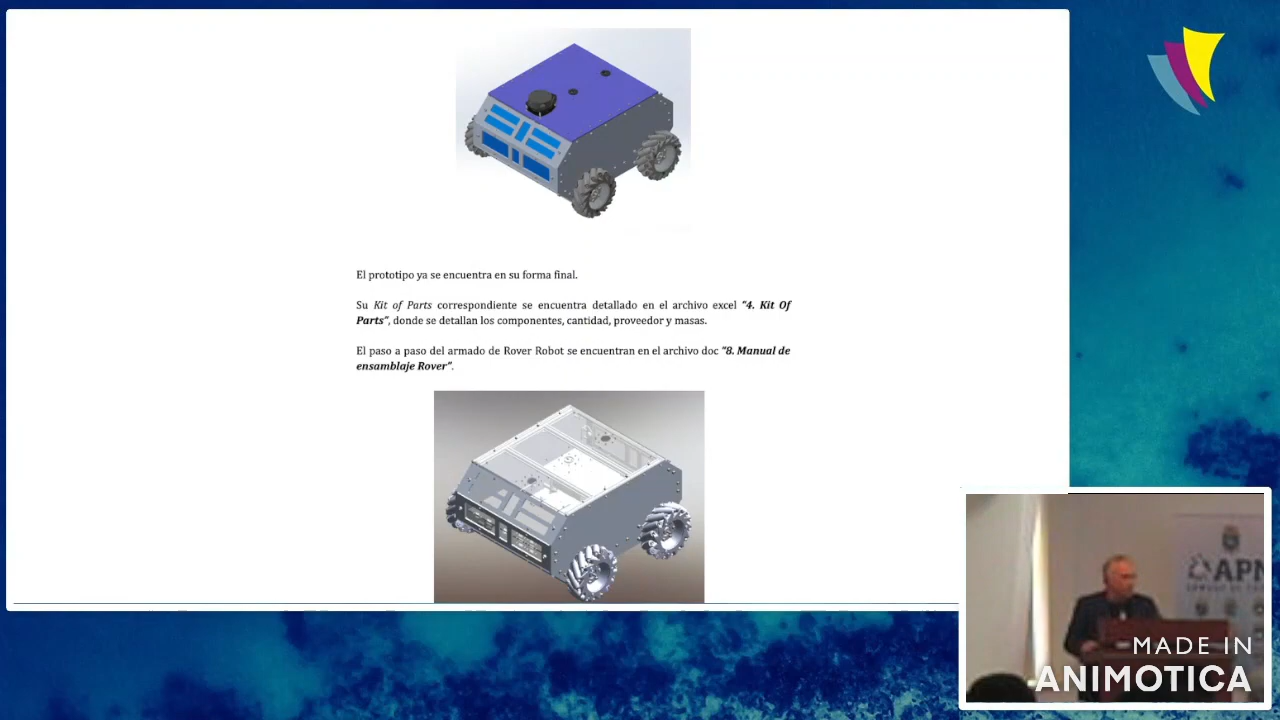 El prototipo ya se encuentra en su forma final.
Su Kit of Parts correspondiente se encuentra detallado en el archivo excel "4. Kit Of
Parts", donde se detallan los componentes, cantidad, proveedor y masas.
El paso a paso del armado de Rover Robot se encuentran en el archivo doc "8. Manual de
ensamblaje Rover".
APN
MADE IN
ANIMOTICA